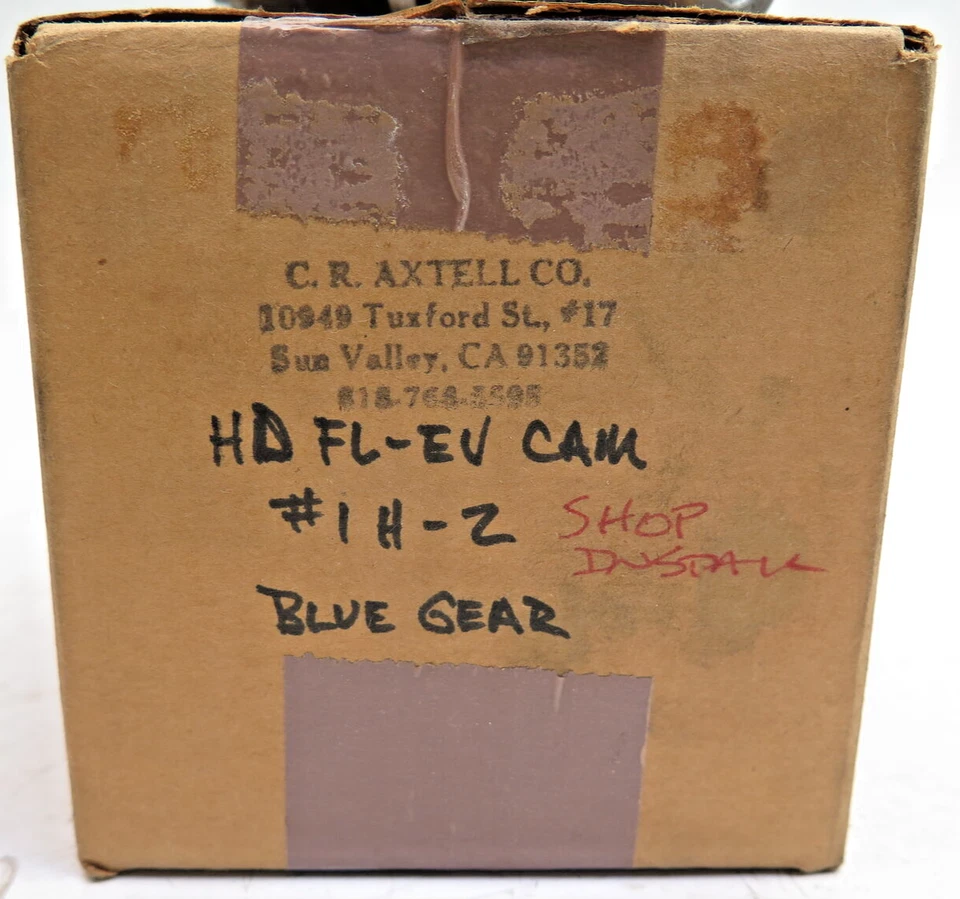 C. R. AXTELL CO.
10949 Tuxford St., #17
Sun Valley, CA 91352
HD FL-EV CAM
#1H-2
SHOP
INSTALL
BLUE GEAR